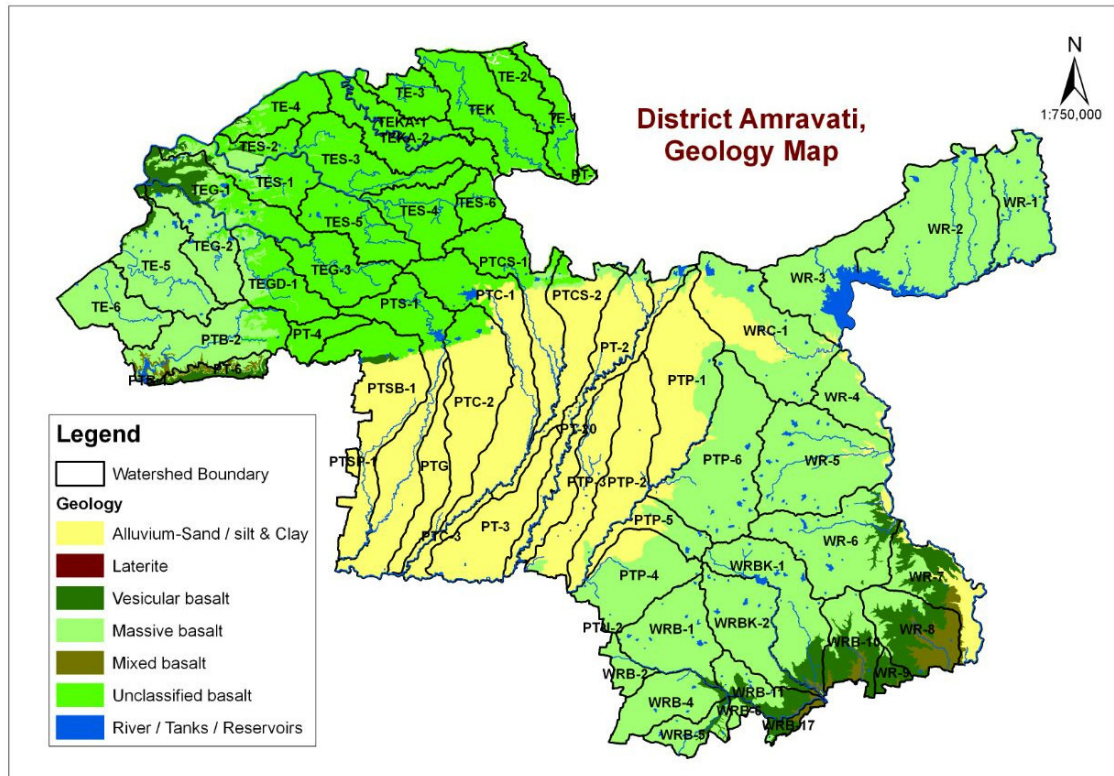 N
1:750,000
District Amravati,
Geology Map
TE-2
TE-3
TEK
TE-4
TE-1
TEKA-1
TEKA-2
TES-2
TES-3
PT-1
TES-1
TEG-1
TES-6
TES-4
TES-5
WR-1
WR-2
TEG-2
TE-5
TEG-3
PTCS-1
WR-3
TEGD-1
PTC-1
PTCS-2
TE-6
PTS-1
WRC-1
PT-4
PTB-2
PT-2
PTP-1
PTSB-1
PTC-2
WR-4
PT-20
PTP-6
WR-5
PTSP-1
PTG
PTP-3
PTP-2
PTP-5
PT-3
PTC-3
WR-6
WRBK-1
PTP-4
WR-7
WRB-1
WRBK-2
WR-8
WRB-10
WR-9
WRB-2
WRB-11
WRB-4
WRB-6
WRB-17
WRB-5
Legend
Watershed Boundary
Geology
Alluvium-Sand / silt & Clay
Laterite
Vesicular basalt
Massive basalt
Mixed basalt
Unclassified basalt
River / Tanks / Reservoirs